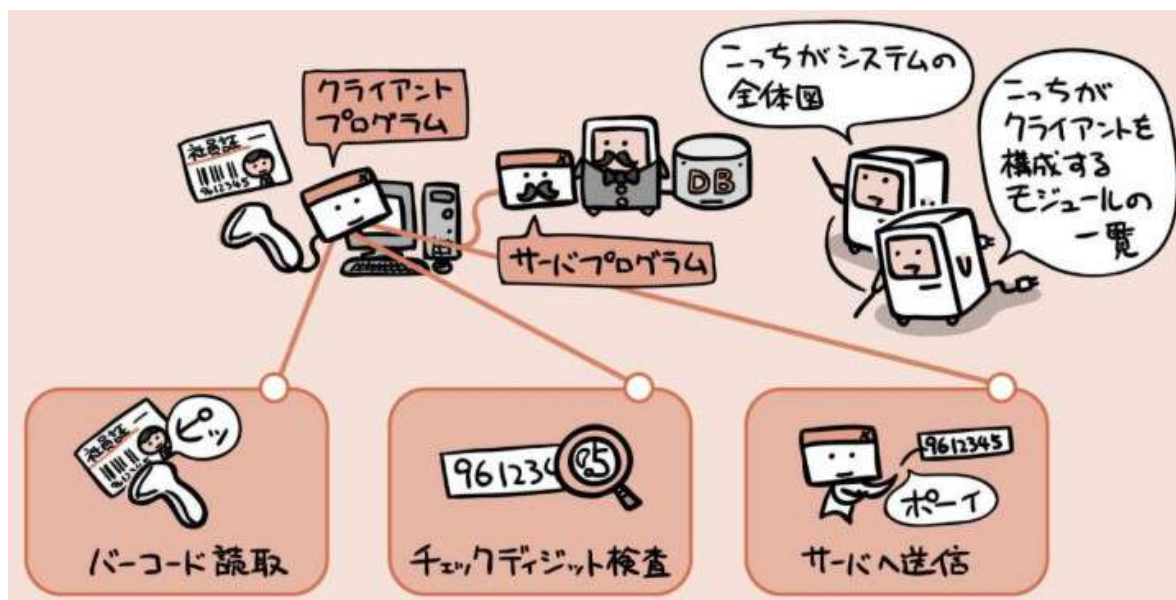 クライアント
プログラム
社員証
9612345
サーバプログラム
DB
こっちがシステムの
全体図
こっちが
クライアントを
構成する
モジュールの
一覧
社員証
ピッ
バーコード読取
961234
5
チェックディジット検査
9612345
ポーイ
サーバへ送信